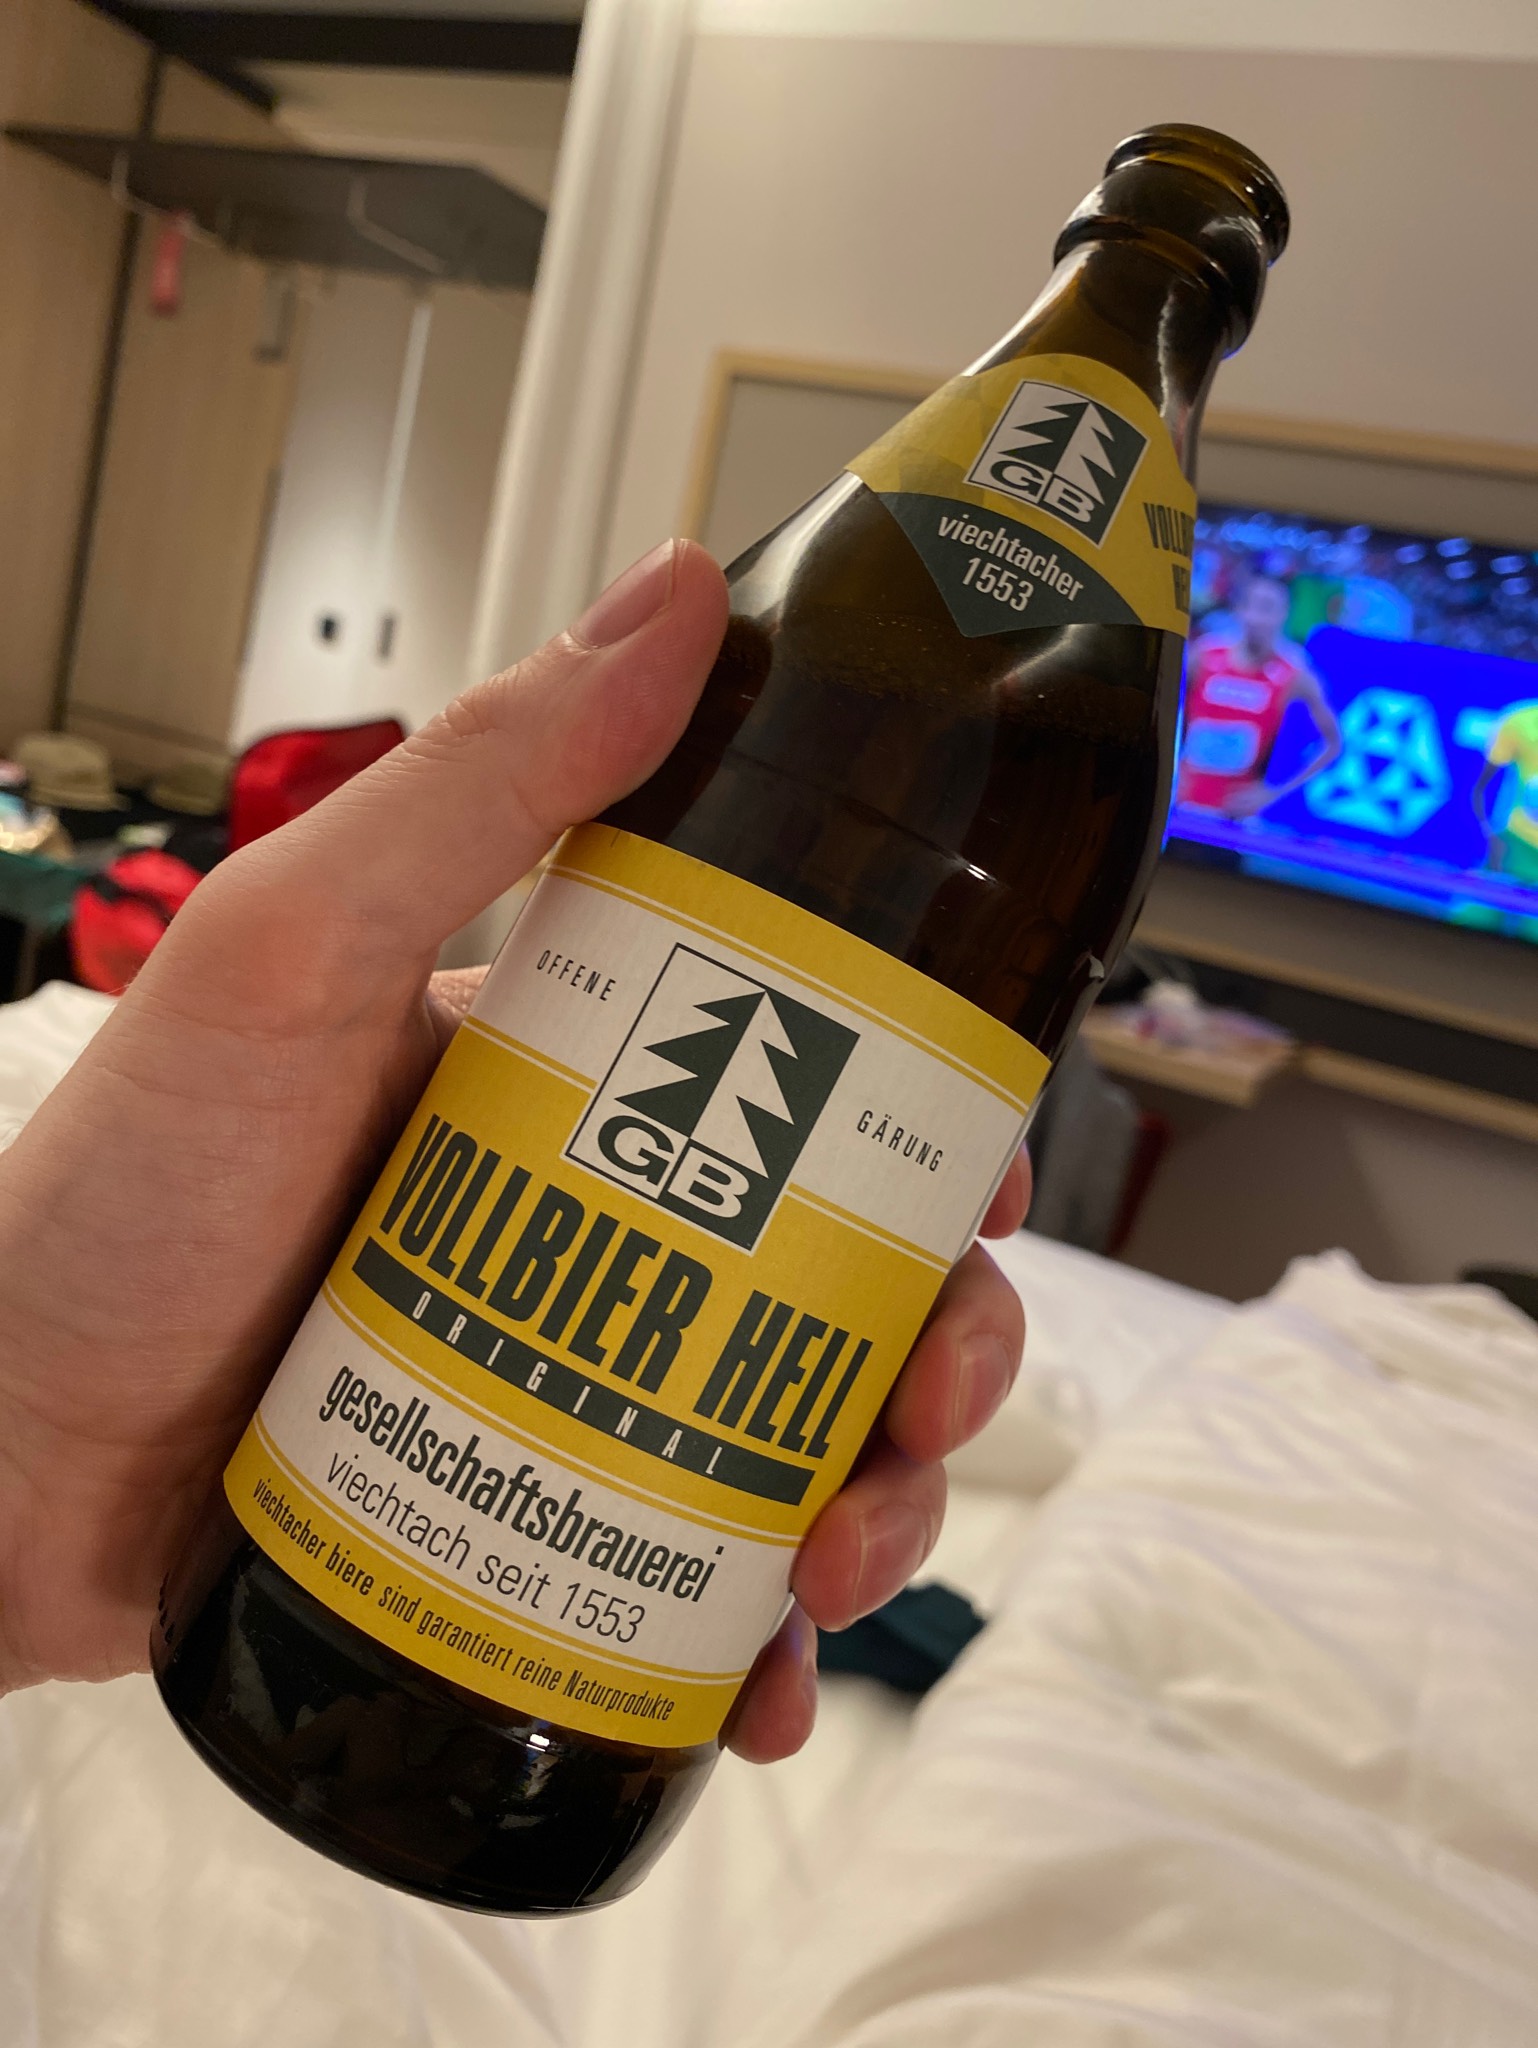 GB
viechtacher
1553
OFFENE
GB
GÄRUNG
VOLLBIER HELL
ORIGINAL
gesellschaftsbrauerei
viechtach seit 1553
viechtacher biere sind garantiert reine Naturprodukte